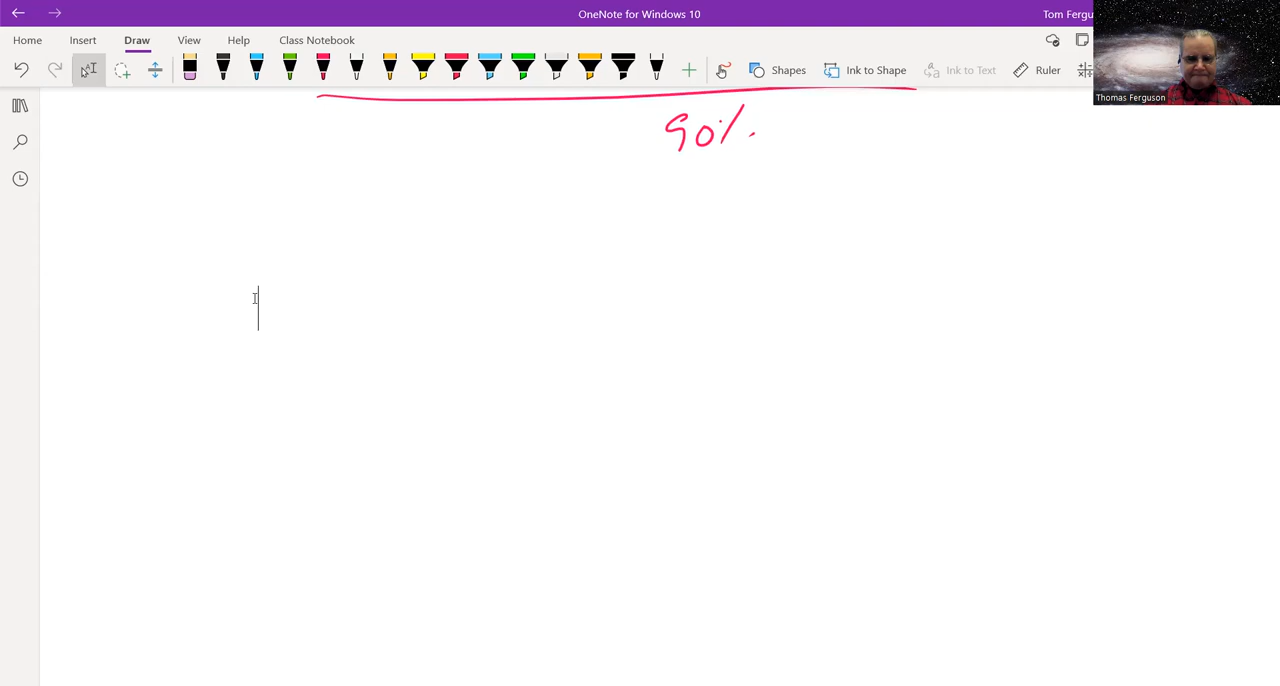 OneNote for Windows 10
Tom Fergu
Home Insert Draw View Help Class Notebook
Shapes Ink to Shape Ink to Text Ruler
Thomas Ferguson
90%.